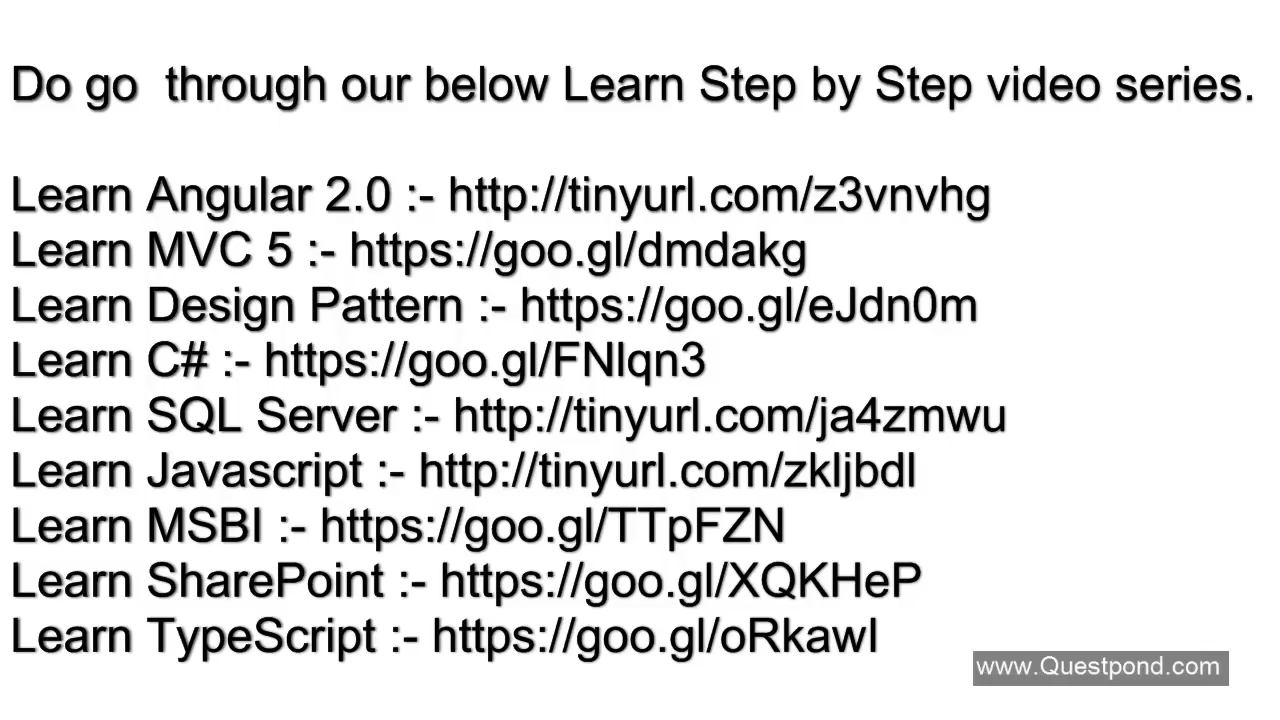 Do go  through our below Learn Step by Step video series.
Learn Angular 2.0 :- http://tinyurl.com/z3vnvhg
Learn MVC 5 :- https://goo.gl/dmdakg
Learn Design Pattern :- https://goo.gl/eJdn0m
Learn C# :- https://goo.gl/FNlqn3
Learn SQL Server :- http://tinyurl.com/ja4zmwu
Learn Javascript :- http://tinyurl.com/zkljbdl
Learn MSBI :- https://goo.gl/TTpFZN
Learn SharePoint :- https://goo.gl/XQKHeP
Learn TypeScript :- https://goo.gl/oRkawI
www.Questpond.com